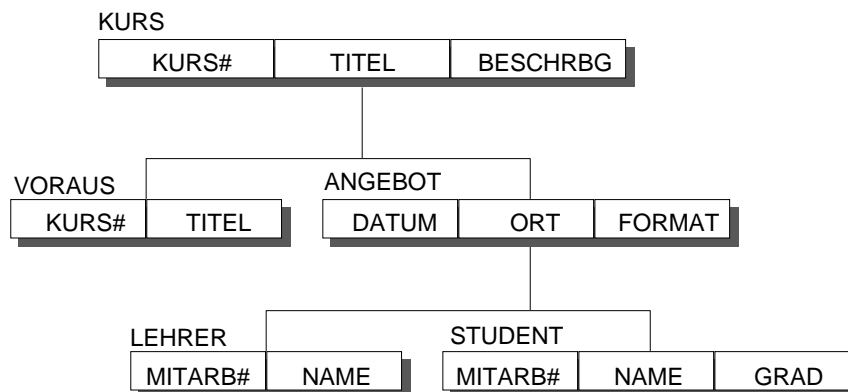 KURS
KURS# TITEL BESCHRBG
VORAUS ANGEBOT
KURS# TITEL DATUM ORT FORMAT
LEHRER STUDENT
MITARB# NAME MITARB# NAME GRAD